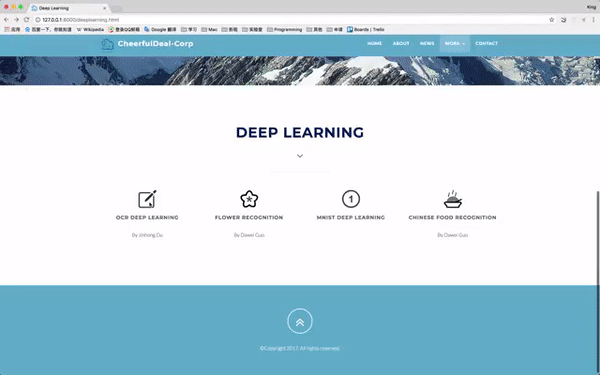 Deep Learning
King
127.0.0.1:6000/deeplearning.html
应用 百度一下，你就知道 Wikipedia 登录QQ邮箱 Google 翻译 学习 Mac 影视 实验室 Programming 其他 申请 Boards | Trello
CheerfulDeal-Corp HOME ABOUT NEWS WORK CONTACT
DEEP LEARNING
OCR DEEP LEARNING FLOWER RECOGNITION MNIST DEEP LEARNING CHINESE FOOD RECOGNITION
By Jinhong Du By Dawei Guo By Dawei Guo
©Copyright 2017. All rights reserved.